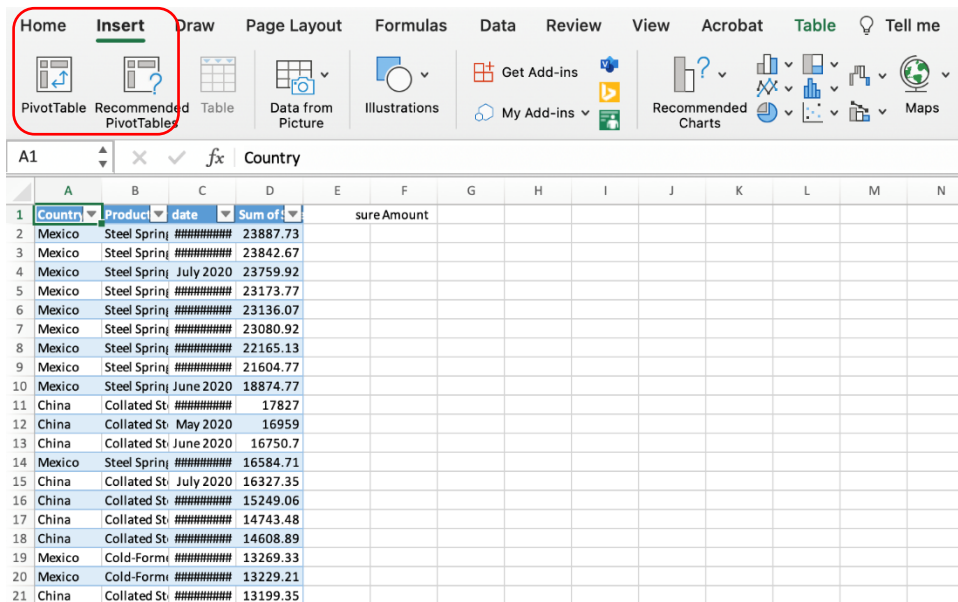 Home Insert Draw Page Layout Formulas Data Review View Acrobat Table Tell me
PivotTable Recommended PivotTables Table Data from Picture Illustrations Get Add-ins My Add-ins Recommended Charts Maps
A1 fx Country
A B C D E F G H I J K L M N
1 Country Product date Sum of sure Amount
2 Mexico Steel Spring ########## 23887.73
3 Mexico Steel Spring ########## 23842.67
4 Mexico Steel Spring July 2020 23759.92
5 Mexico Steel Spring ########## 23173.77
6 Mexico Steel Spring ########## 23136.07
7 Mexico Steel Spring ########## 23080.92
8 Mexico Steel Spring ########## 22165.13
9 Mexico Steel Spring ########## 21604.77
10 Mexico Steel Spring June 2020 18874.77
11 China Collated St ########## 17827
12 China Collated St May 2020 16959
13 China Collated St June 2020 16750.7
14 Mexico Steel Spring ########## 16584.71
15 China Collated St July 2020 16327.35
16 China Collated St ########## 15249.06
17 China Collated St ########## 14743.48
18 China Collated St ########## 14608.89
19 Mexico Cold-Form ########## 13269.33
20 Mexico Cold-Form ########## 13229.21
21 China Collated St ########## 13199.35